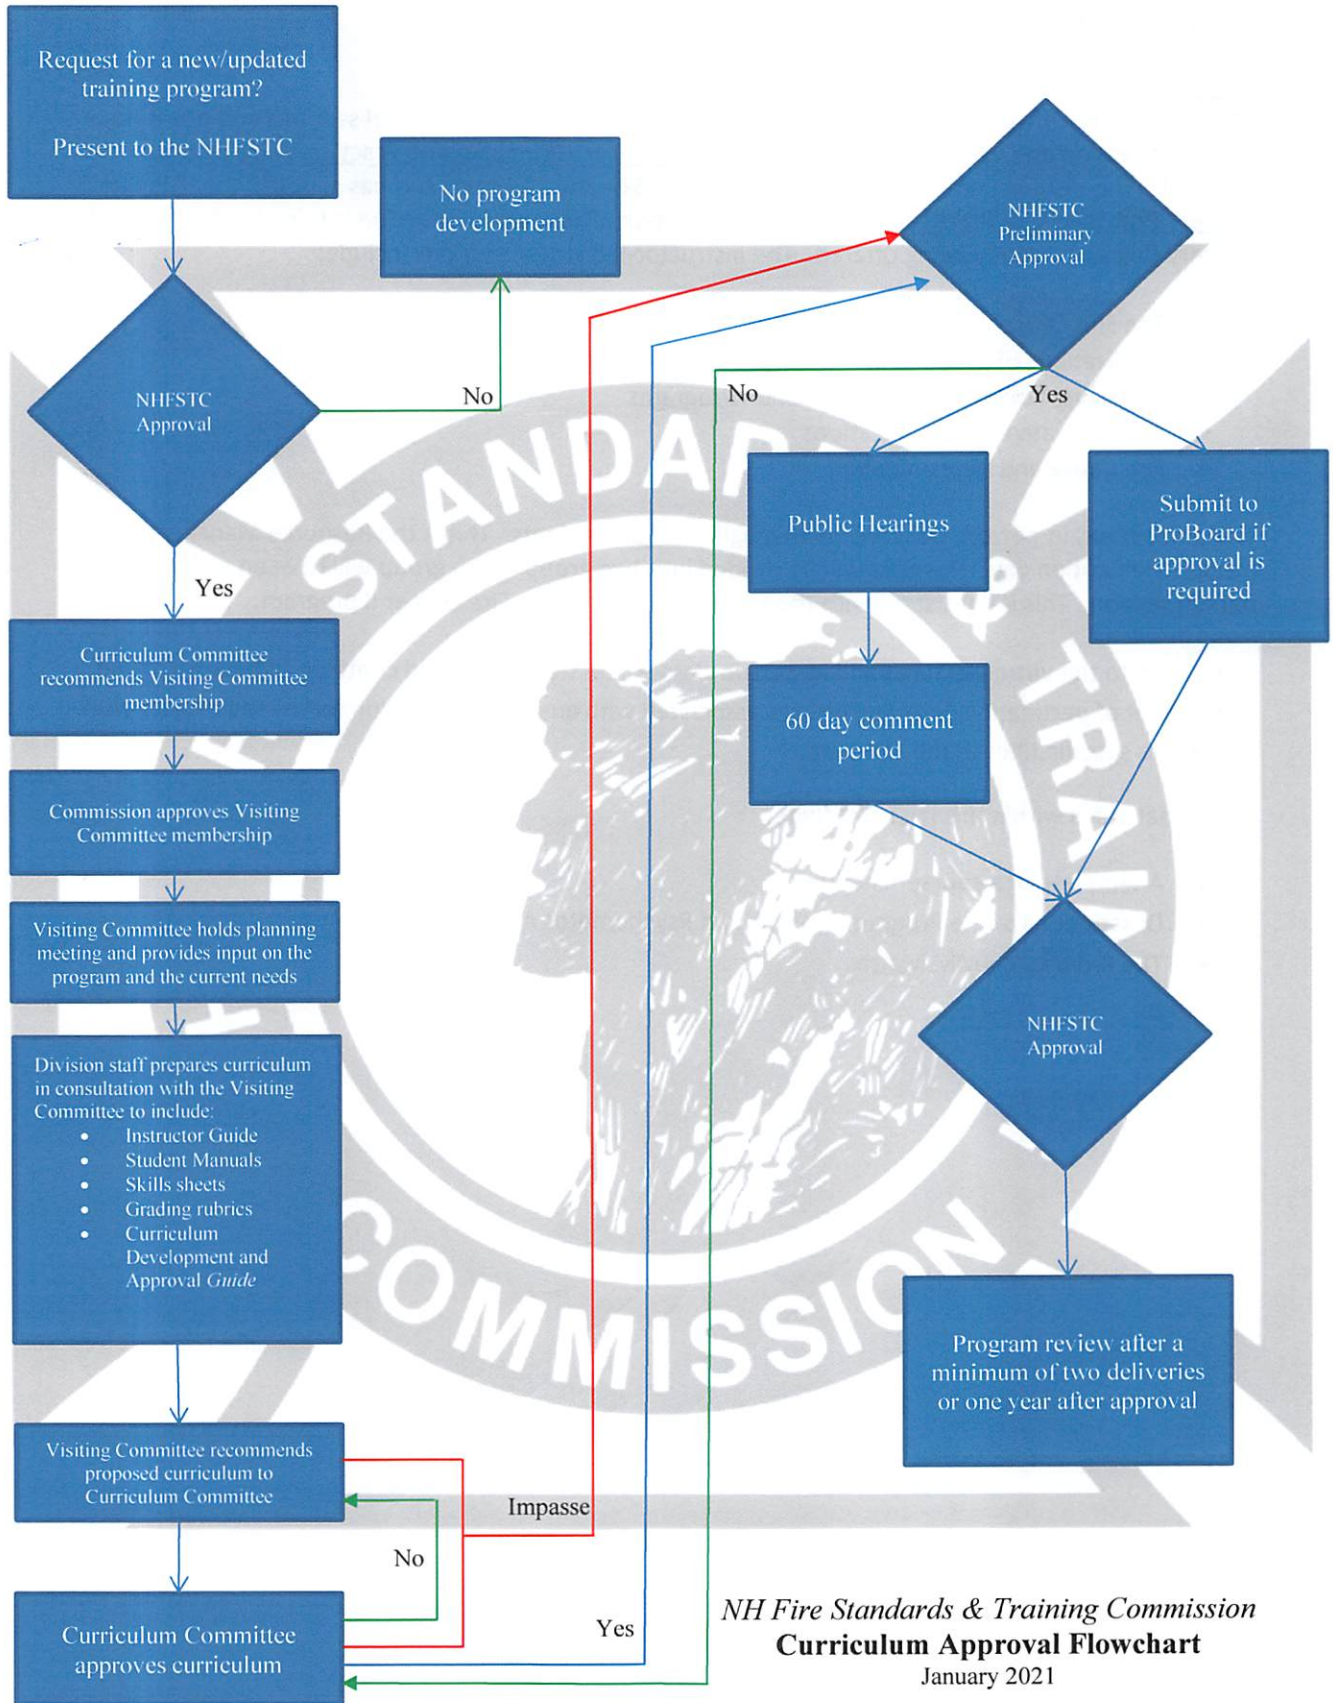 Request for a new/updated
training program?
Present to the NHFSTC
No program
development
NHFSTC
Preliminary
Approval
NHFSTC
Approval
No
No
Yes
Yes
Public Hearings
Submit to
ProBoard if
approval is
required
Curriculum Committee
recommends Visiting Committee
membership
60 day comment
period
Commission approves Visiting
Committee membership
Visiting Committee holds planning
meeting and provides input on the
program and the current needs
NHFSTC
Approval
Division staff prepares curriculum
in consultation with the Visiting
Committee to include:
• Instructor Guide
• Student Manuals
• Skills sheets
• Grading rubrics
• Curriculum
Development and
Approval Guide
Program review after a
minimum of two deliveries
or one year after approval
Visiting Committee recommends
proposed curriculum to
Curriculum Committee
Impasse
No
Curriculum Committee
approves curriculum
Yes
NH Fire Standards & Training Commission
Curriculum Approval Flowchart
January 2021
& 
COMMISSION